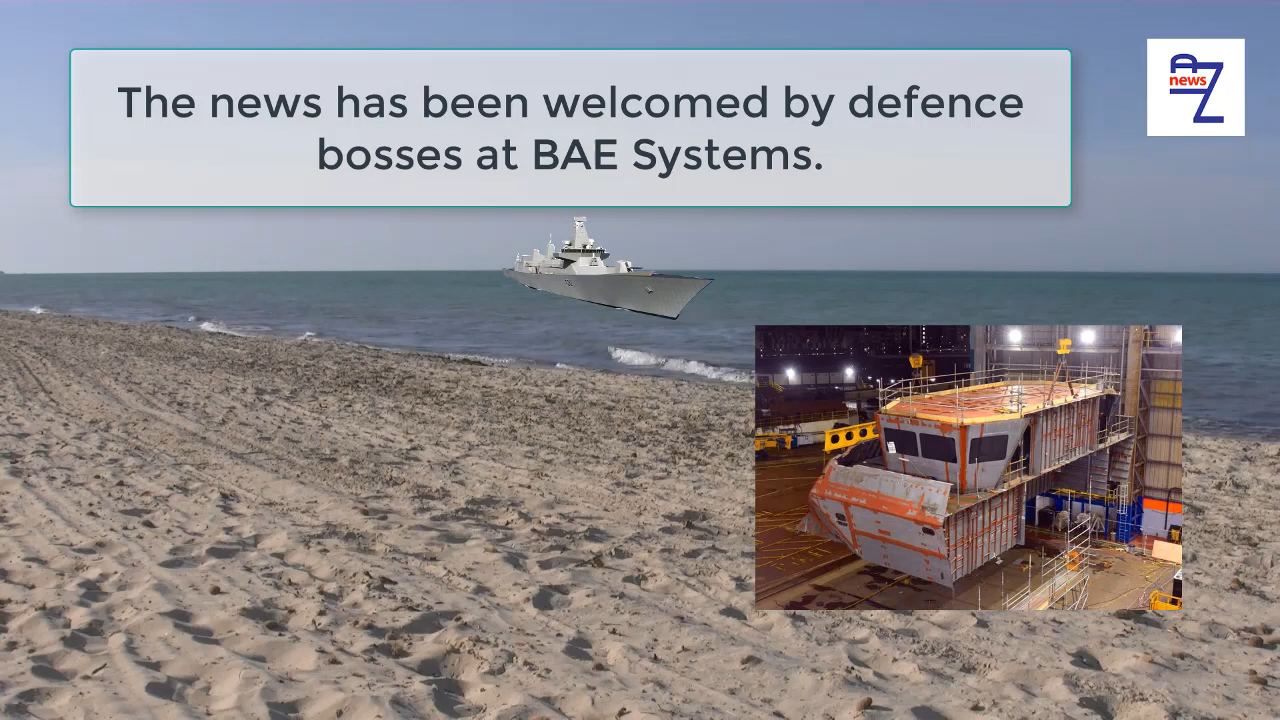 The news has been welcomed by defence
bosses at BAE Systems.
A
news
Z